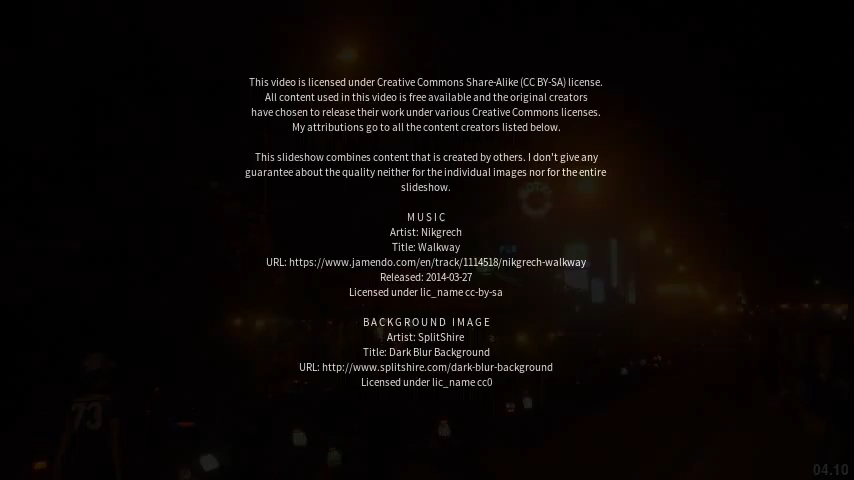 This video is licensed under Creative Commons Share-Alike (CC BY-SA) license.
All content used in this video is free available and the original creators
have chosen to release their work under various Creative Commons licenses.
My attributions go to all the content creators listed below.
This slideshow combines content that is created by others. I don't give any
guarantee about the quality neither for the individual images nor for the entire
slideshow.
MUSIC
Artist: Nikgrech
Title: Walkway
URL: https://www.jamendo.com/en/track/1114518/nikgrech-walkway
Released: 2014-03-27
Licensed under lic_name cc-by-sa
BACKGROUND IMAGE
Artist: SplitShire
Title: Dark Blur Background
URL: http://www.splitshire.com/dark-blur-background
Licensed under lic_name cc0
73
04.10